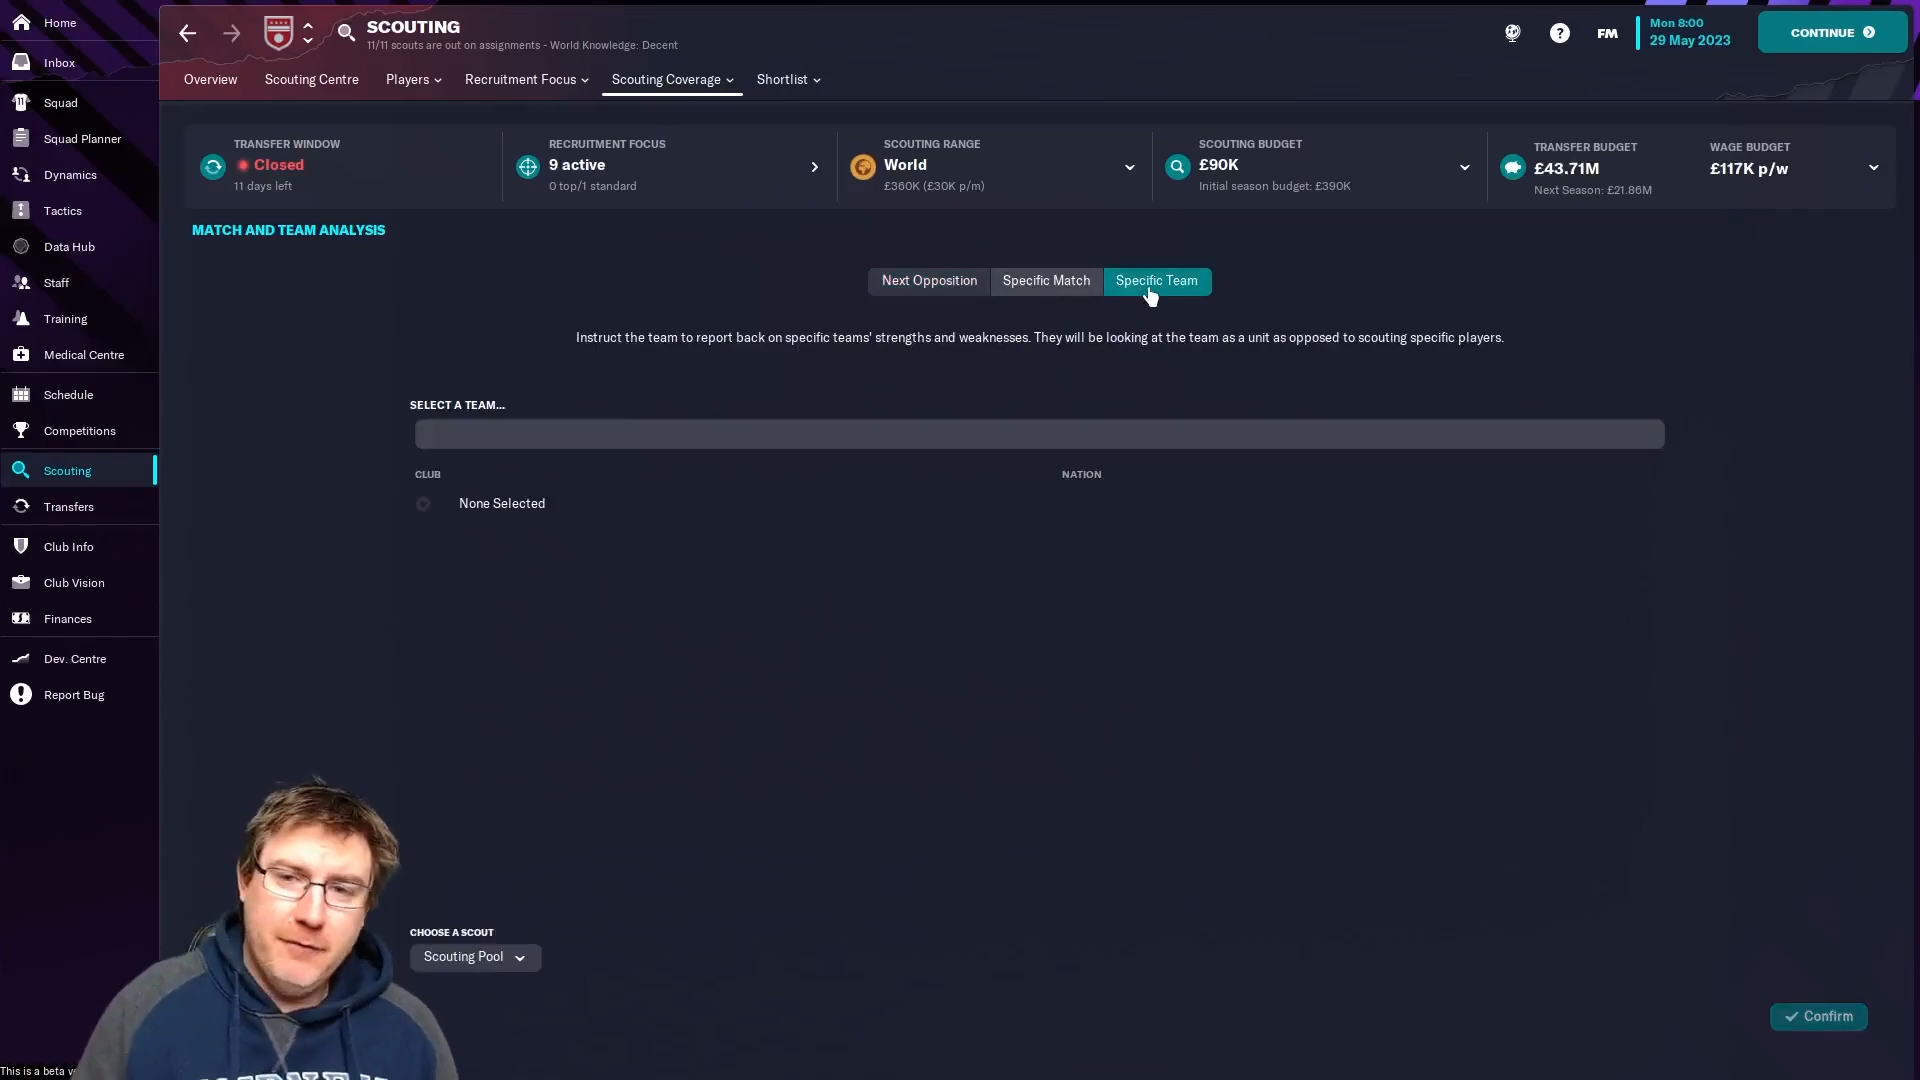 Home
Inbox
Squad
Squad Planner
Dynamics
Tactics
Data Hub
Staff
Training
Medical Centre
Schedule
Competitions
Scouting
Transfers
Club Info
Club Vision
Finances
Dev. Centre
Report Bug
This is a beta
SCOUTING
11/11 scouts are out on assignments - World Knowledge: Decent
FM
Mon 8:00
29 May 2023
CONTINUE
Overview Scouting Centre Players Recruitment Focus Scouting Coverage Shortlist
TRANSFER WINDOW
Closed
11 days left
RECRUITMENT FOCUS
9 active
0 top/1 standard
SCOUTING RANGE
World
£360K (£30K p/m)
SCOUTING BUDGET
£90K
Initial season budget: £390K
TRANSFER BUDGET
£43.71M
Next Season: £21.86M
WAGE BUDGET
£117K p/w
MATCH AND TEAM ANALYSIS
Next Opposition Specific Match Specific Team
Instruct the team to report back on specific teams' strengths and weaknesses. They will be looking at the team as a unit as opposed to scouting specific players.
SELECT A TEAM...
CLUB NATION
None Selected
CHOOSE A SCOUT
Scouting Pool
Confirm